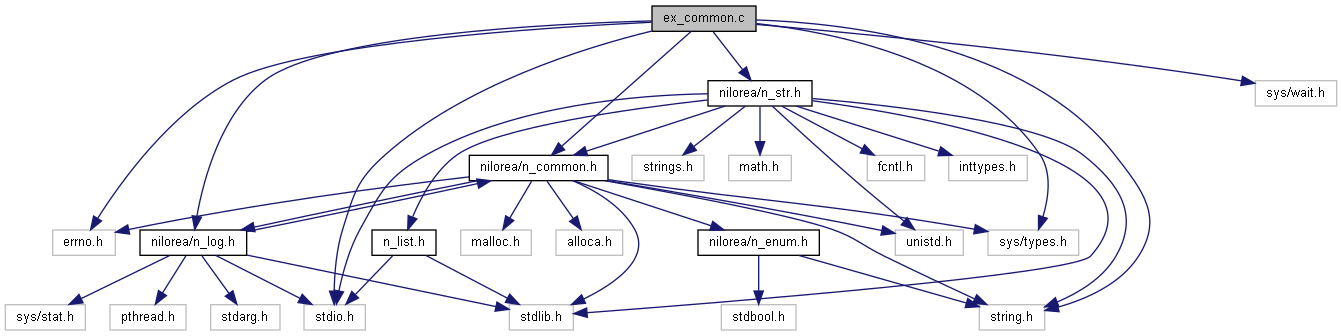 ex_common.c
nilorea/n_str.h
sys/wait.h
nilorea/n_common.h
strings.h
math.h
fcntl.h
inttypes.h
errno.h
nilorea/n_log.h
n_list.h
malloc.h
alloca.h
nilorea/n_enum.h
unistd.h
sys/types.h
sys/stat.h
pthread.h
stdarg.h
stdio.h
stdlib.h
stdbool.h
string.h